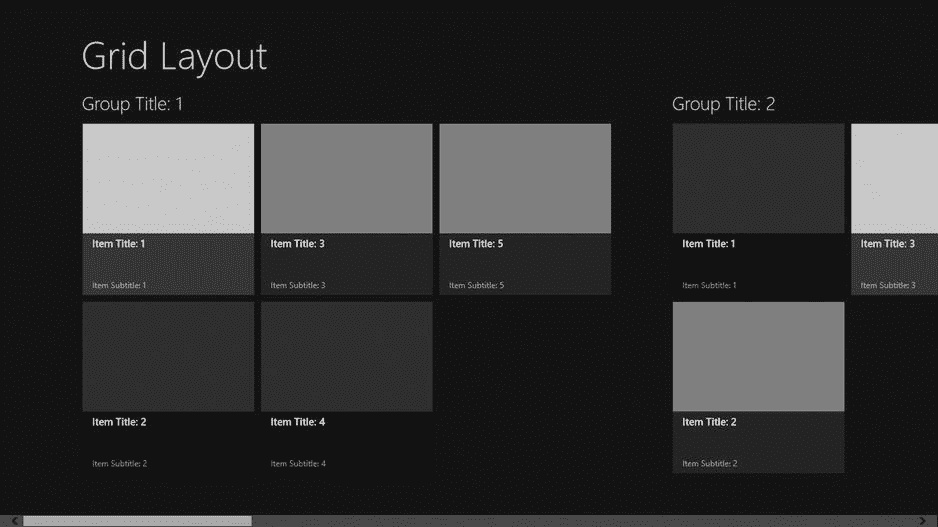 Grid Layout
Group Title: 1
Item Title: 1
Item Subtitle: 1
Item Title: 2
Item Subtitle: 2
Item Title: 3
Item Subtitle: 3
Item Title: 4
Item Subtitle: 4
Item Title: 5
Item Subtitle: 5
Group Title: 2
Item Title: 1
Item Subtitle: 1
Item Title: 2
Item Subtitle: 2
Item Title: 3
Item Subtitle: 3